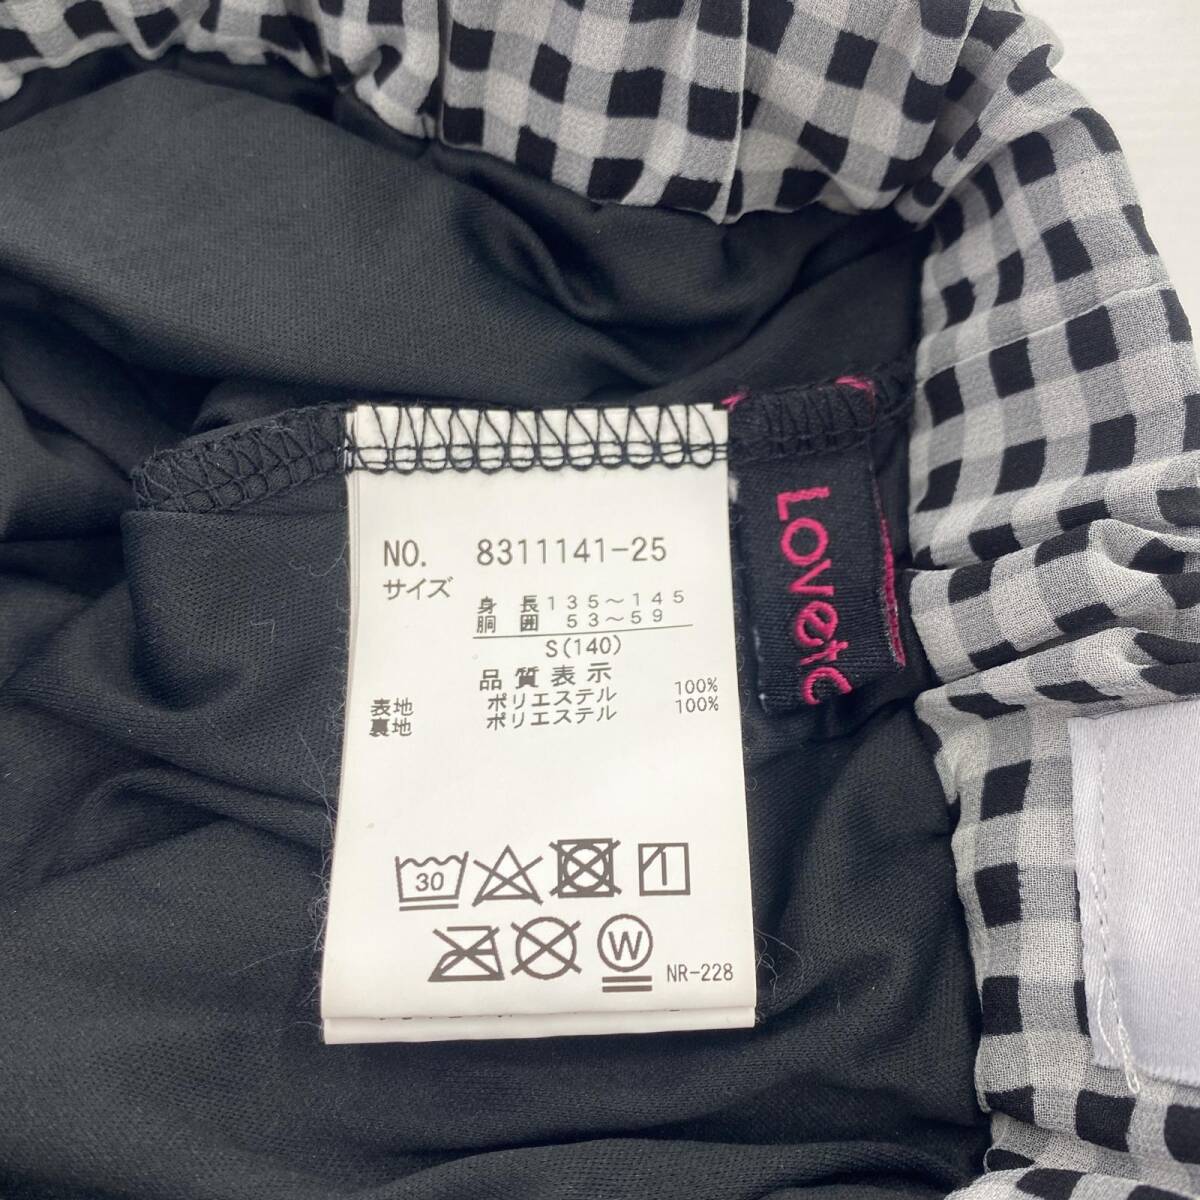 NO. 8311141-25
サイズ
身長 135～145
胴囲 53～59
S(140)
品質表示
表地 ポリエステル 100%
裏地 ポリエステル 100%
30
W
NR-228